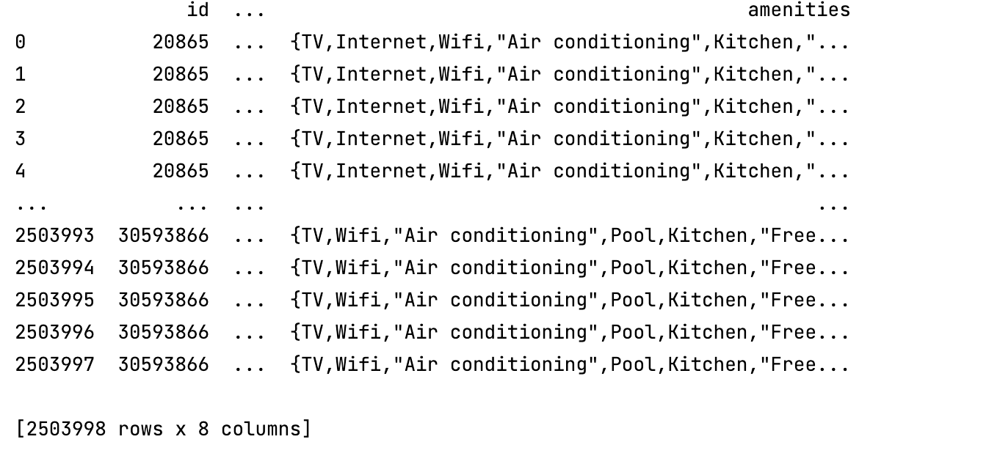 id ... amenities
0 20865 ... {TV,Internet,Wifi,"Air conditioning",Kitchen,"...
1 20865 ... {TV,Internet,Wifi,"Air conditioning",Kitchen,"...
2 20865 ... {TV,Internet,Wifi,"Air conditioning",Kitchen,"...
3 20865 ... {TV,Internet,Wifi,"Air conditioning",Kitchen,"...
4 20865 ... {TV,Internet,Wifi,"Air conditioning",Kitchen,"...
... ... ... ...
2503993 30593866 ... {TV,Wifi,"Air conditioning",Pool,Kitchen,"Free...
2503994 30593866 ... {TV,Wifi,"Air conditioning",Pool,Kitchen,"Free...
2503995 30593866 ... {TV,Wifi,"Air conditioning",Pool,Kitchen,"Free...
2503996 30593866 ... {TV,Wifi,"Air conditioning",Pool,Kitchen,"Free...
2503997 30593866 ... {TV,Wifi,"Air conditioning",Pool,Kitchen,"Free...
[2503998 rows x 8 columns]